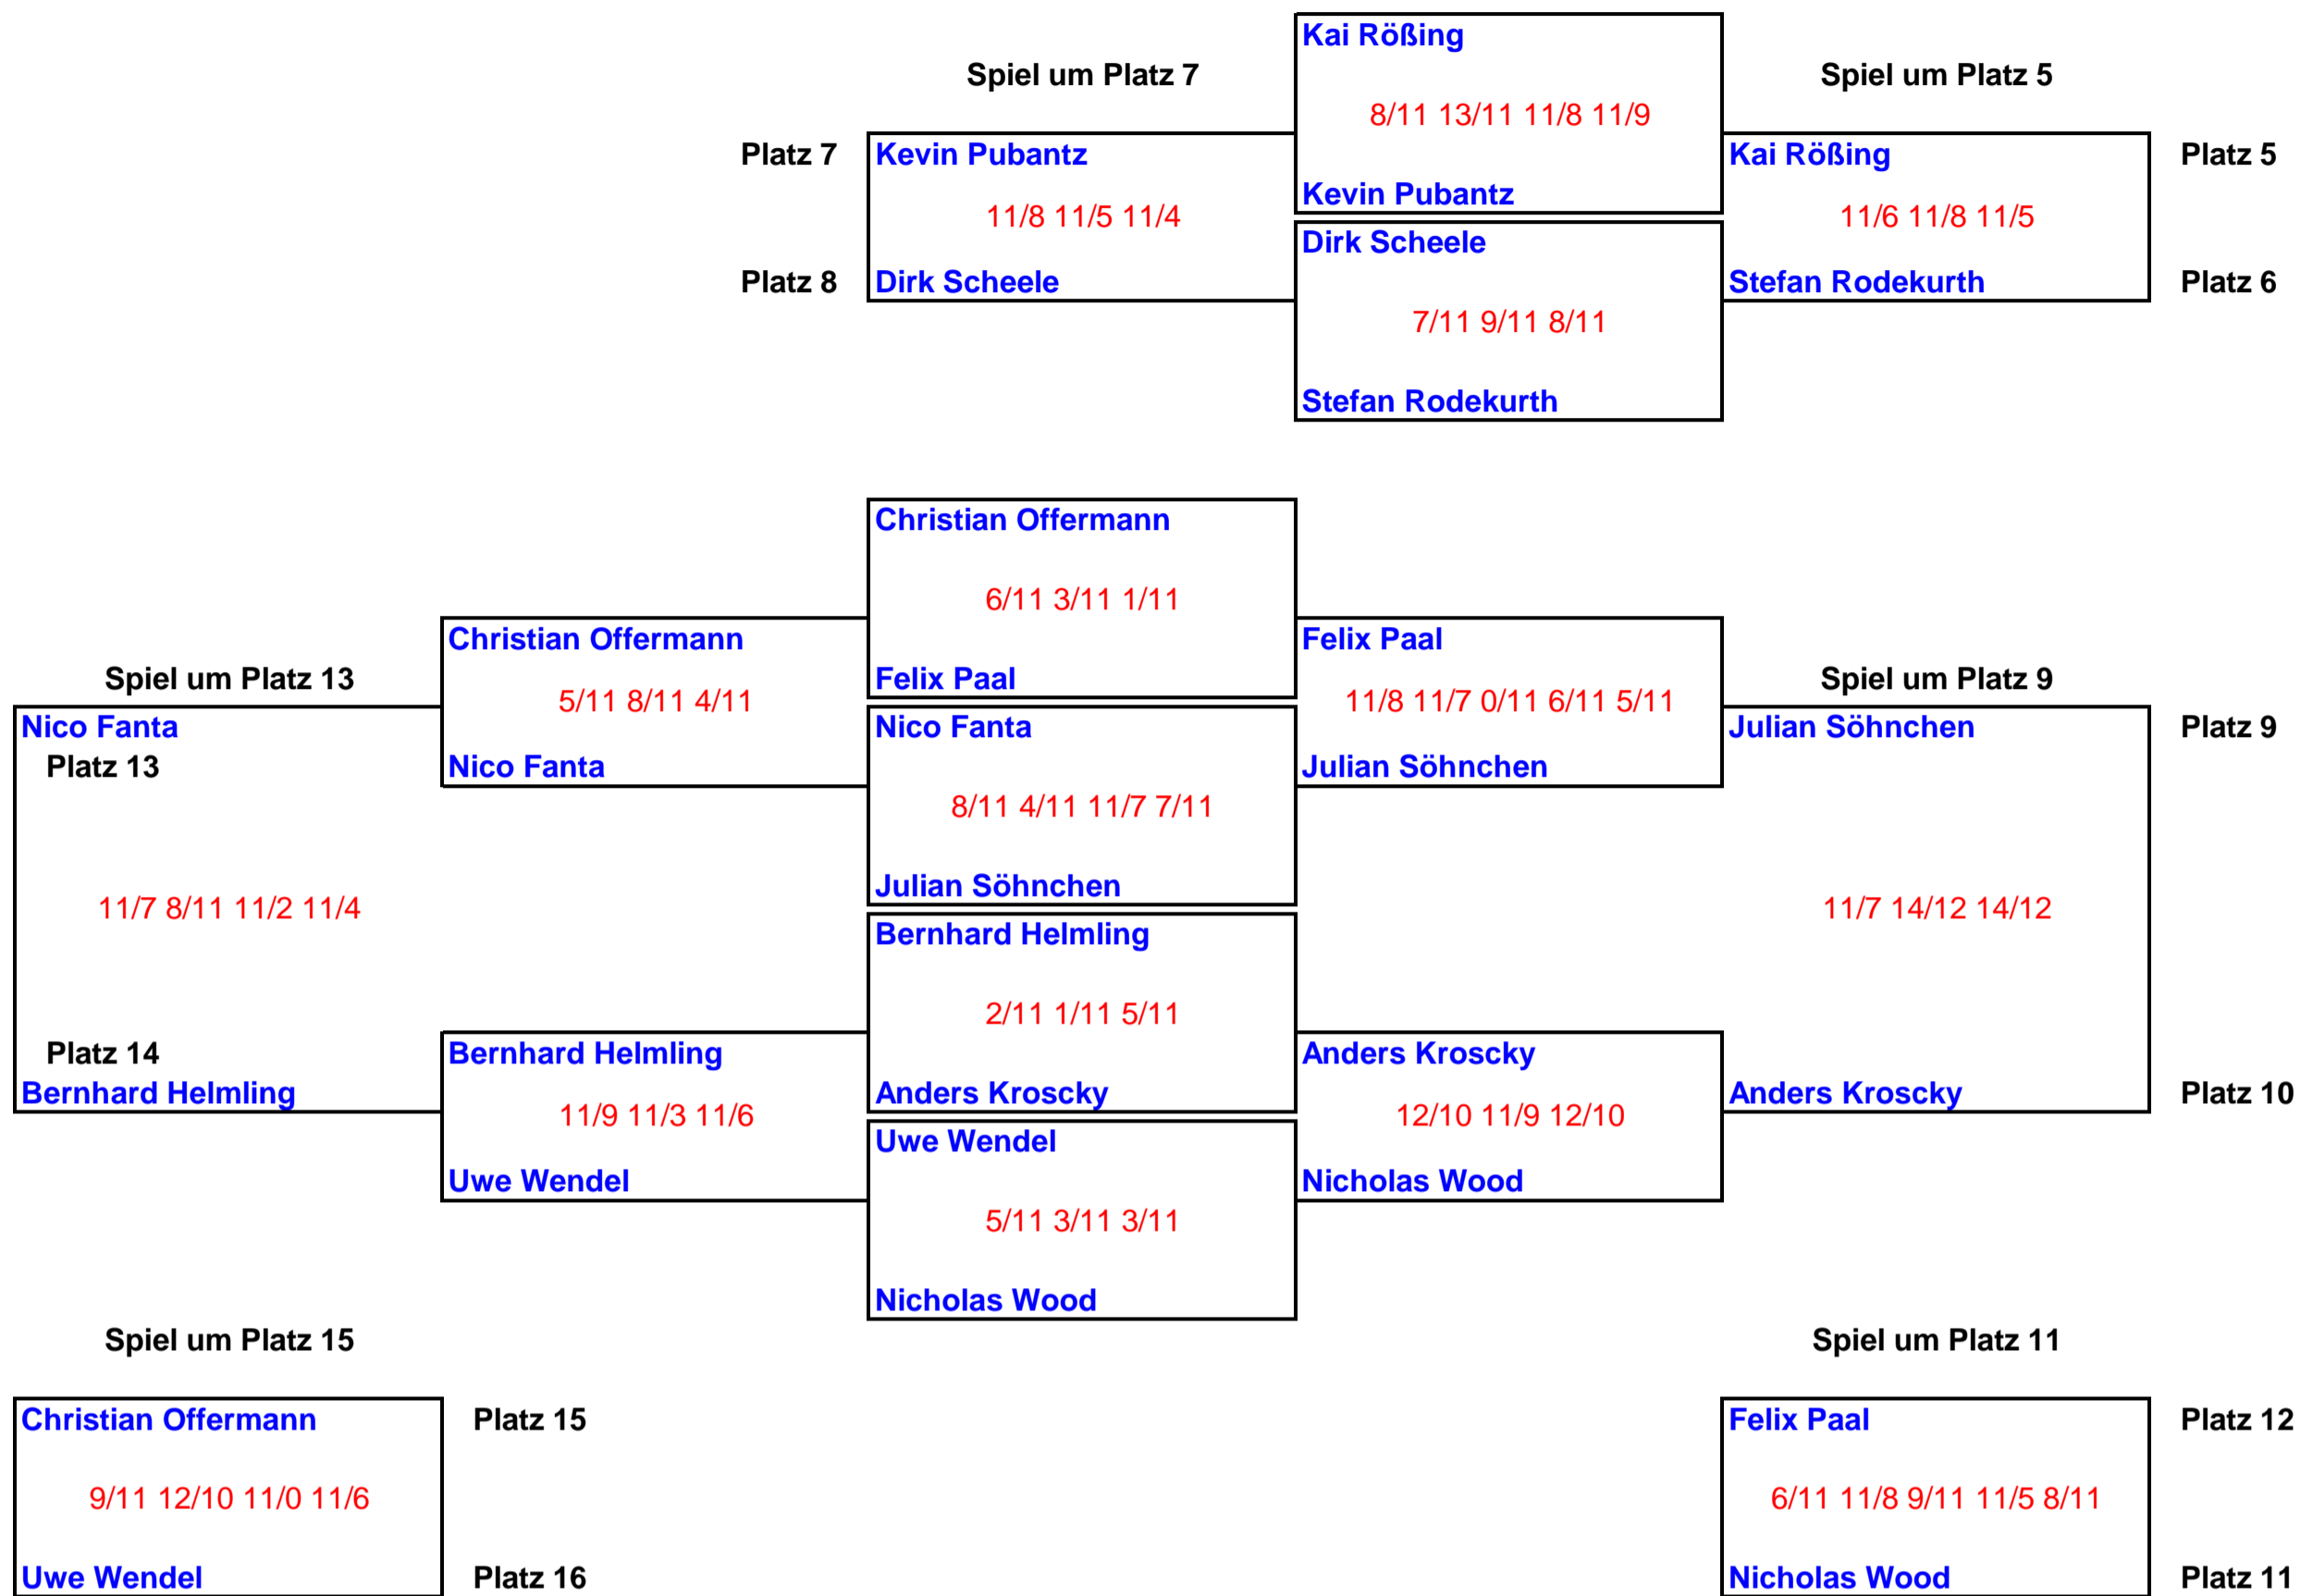 Kai Rößing
Spiel um Platz 7
Spiel um Platz 5
8/11 13/11 11/8 11/9
Platz 7
Kevin Pubantz
Kai Rößing
Platz 5
Kevin Pubantz
11/8 11/5 11/4
11/6 11/8 11/5
Dirk Scheele
Platz 8
Dirk Scheele
Stefan Rodekurth
Platz 6
7/11 9/11 8/11
Stefan Rodekurth
Christian Offermann
6/11 3/11 1/11
Christian Offermann
Felix Paal
Spiel um Platz 13
Felix Paal
Spiel um Platz 9
5/11 8/11 4/11
11/8 11/7 0/11 6/11 5/11
Nico Fanta
Nico Fanta
Julian Söhnchen
Platz 9
Platz 13
Nico Fanta
Julian Söhnchen
8/11 4/11 11/7 7/11
Julian Söhnchen
11/7 8/11 11/2 11/4
11/7 14/12 14/12
Bernhard Helmling
2/11 1/11 5/11
Platz 14
Bernhard Helmling
Anders Kroscky
Bernhard Helmling
Anders Kroscky
Anders Kroscky
Platz 10
11/9 11/3 11/6
12/10 11/9 12/10
Uwe Wendel
Uwe Wendel
Nicholas Wood
5/11 3/11 3/11
Nicholas Wood
Spiel um Platz 15
Spiel um Platz 11
Christian Offermann
Platz 15
Felix Paal
Platz 12
9/11 12/10 11/0 11/6
6/11 11/8 9/11 11/5 8/11
Uwe Wendel
Platz 16
Nicholas Wood
Platz 11